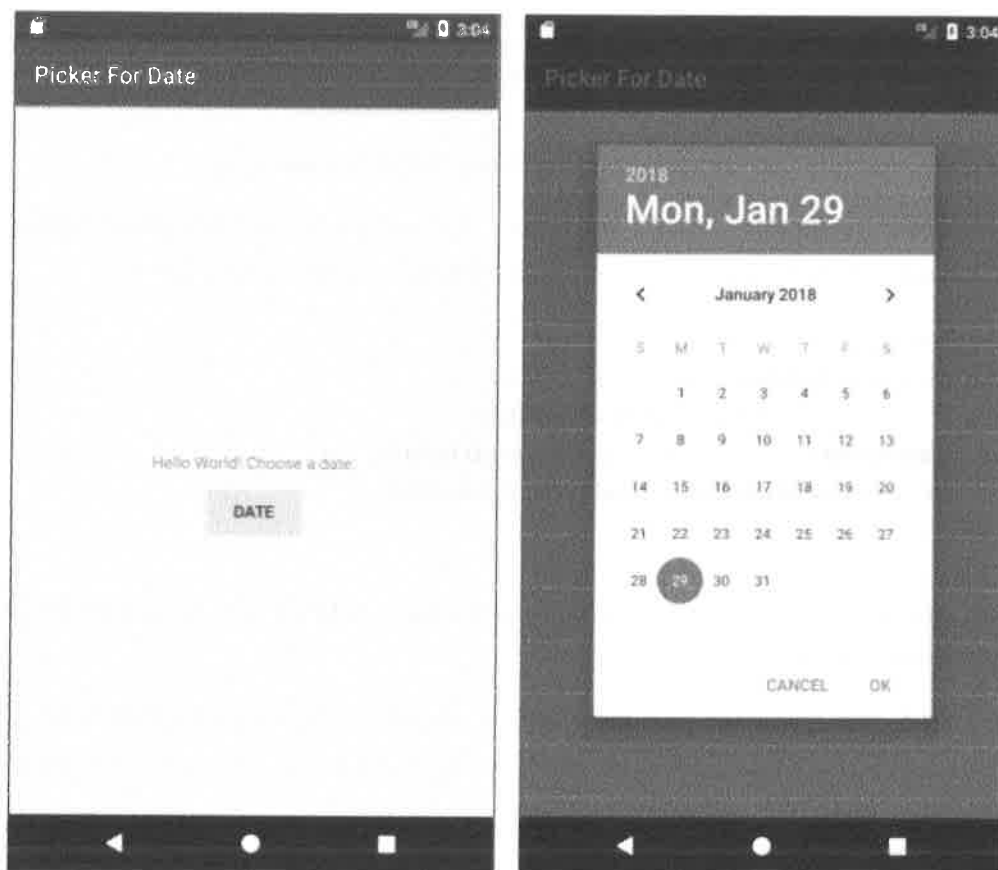 3:04
Picker For Date
Hello World! Choose a date:
DATE
3:04
Picker For Date
2018
Mon, Jan 29
January 2018
S M T W T F S
1 2 3 4 5 6
7 8 9 10 11 12 13
14 15 16 17 18 19 20
21 22 23 24 25 26 27
28 29 30 31
CANCEL OK